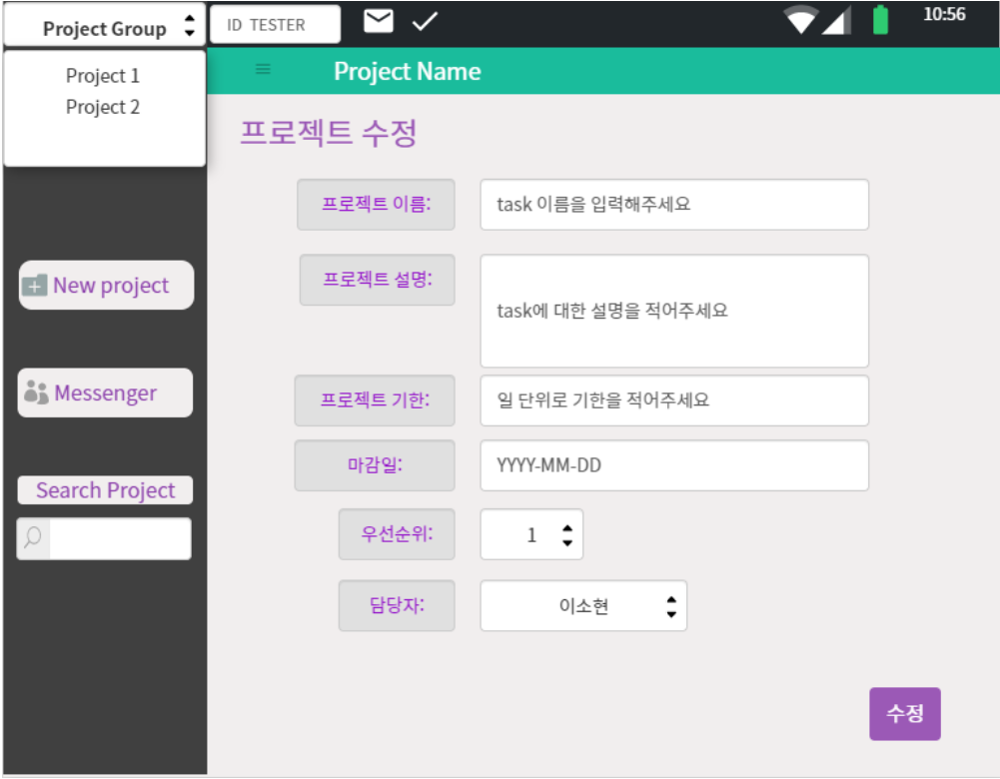 Project Group
ID TESTER
10:56
Project 1
Project 2
Project Name
프로젝트 수정
프로젝트 이름:
task 이름을 입력해주세요
New project
프로젝트 설명:
task에 대한 설명을 적어주세요
Messenger
프로젝트 기한:
일 단위로 기한을 적어주세요
마감일:
YYYY-MM-DD
Search Project
우선순위:
1
담당자:
이소현
수정